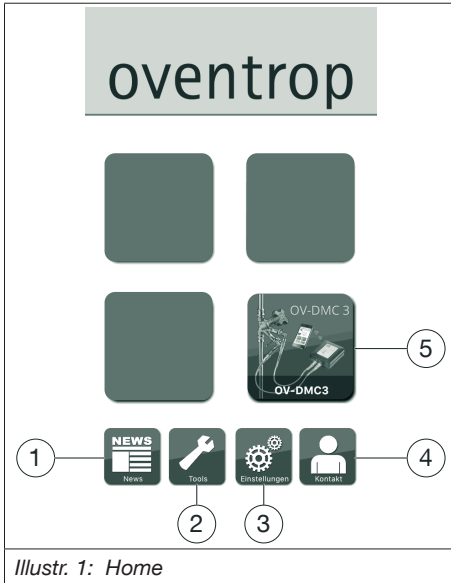 oventrop
OV-DMC 3
OV-DMC3
5
1
NEWS
News
Tools
Einstellungen
Kontakt
4
2
3
Illustr. 1: Home